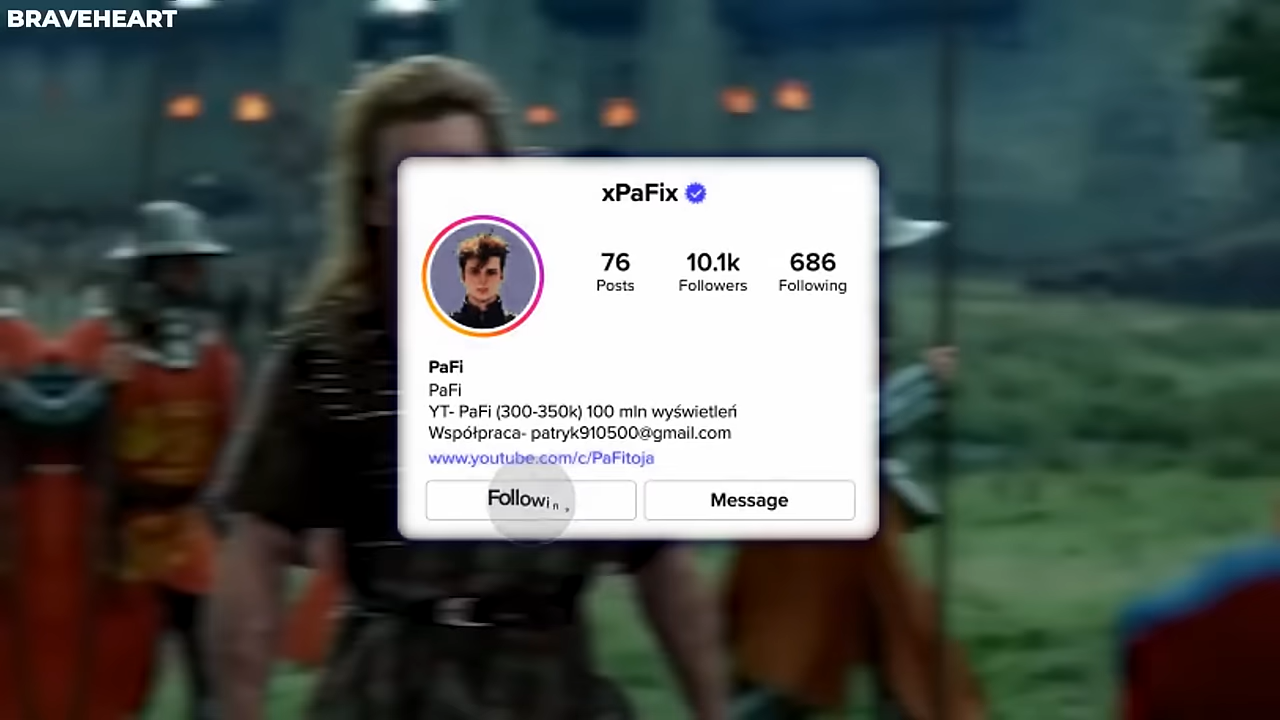 BRAVEHEART
xPaFix
76 10.1k 686
Posts Followers Following
PaFi
PaFi
YT- PaFi (300-350k) 100 mln wyświetleń
Współpraca- patryk910500@gmail.com
www.youtube.com/c/PaFitoja
Followin Message